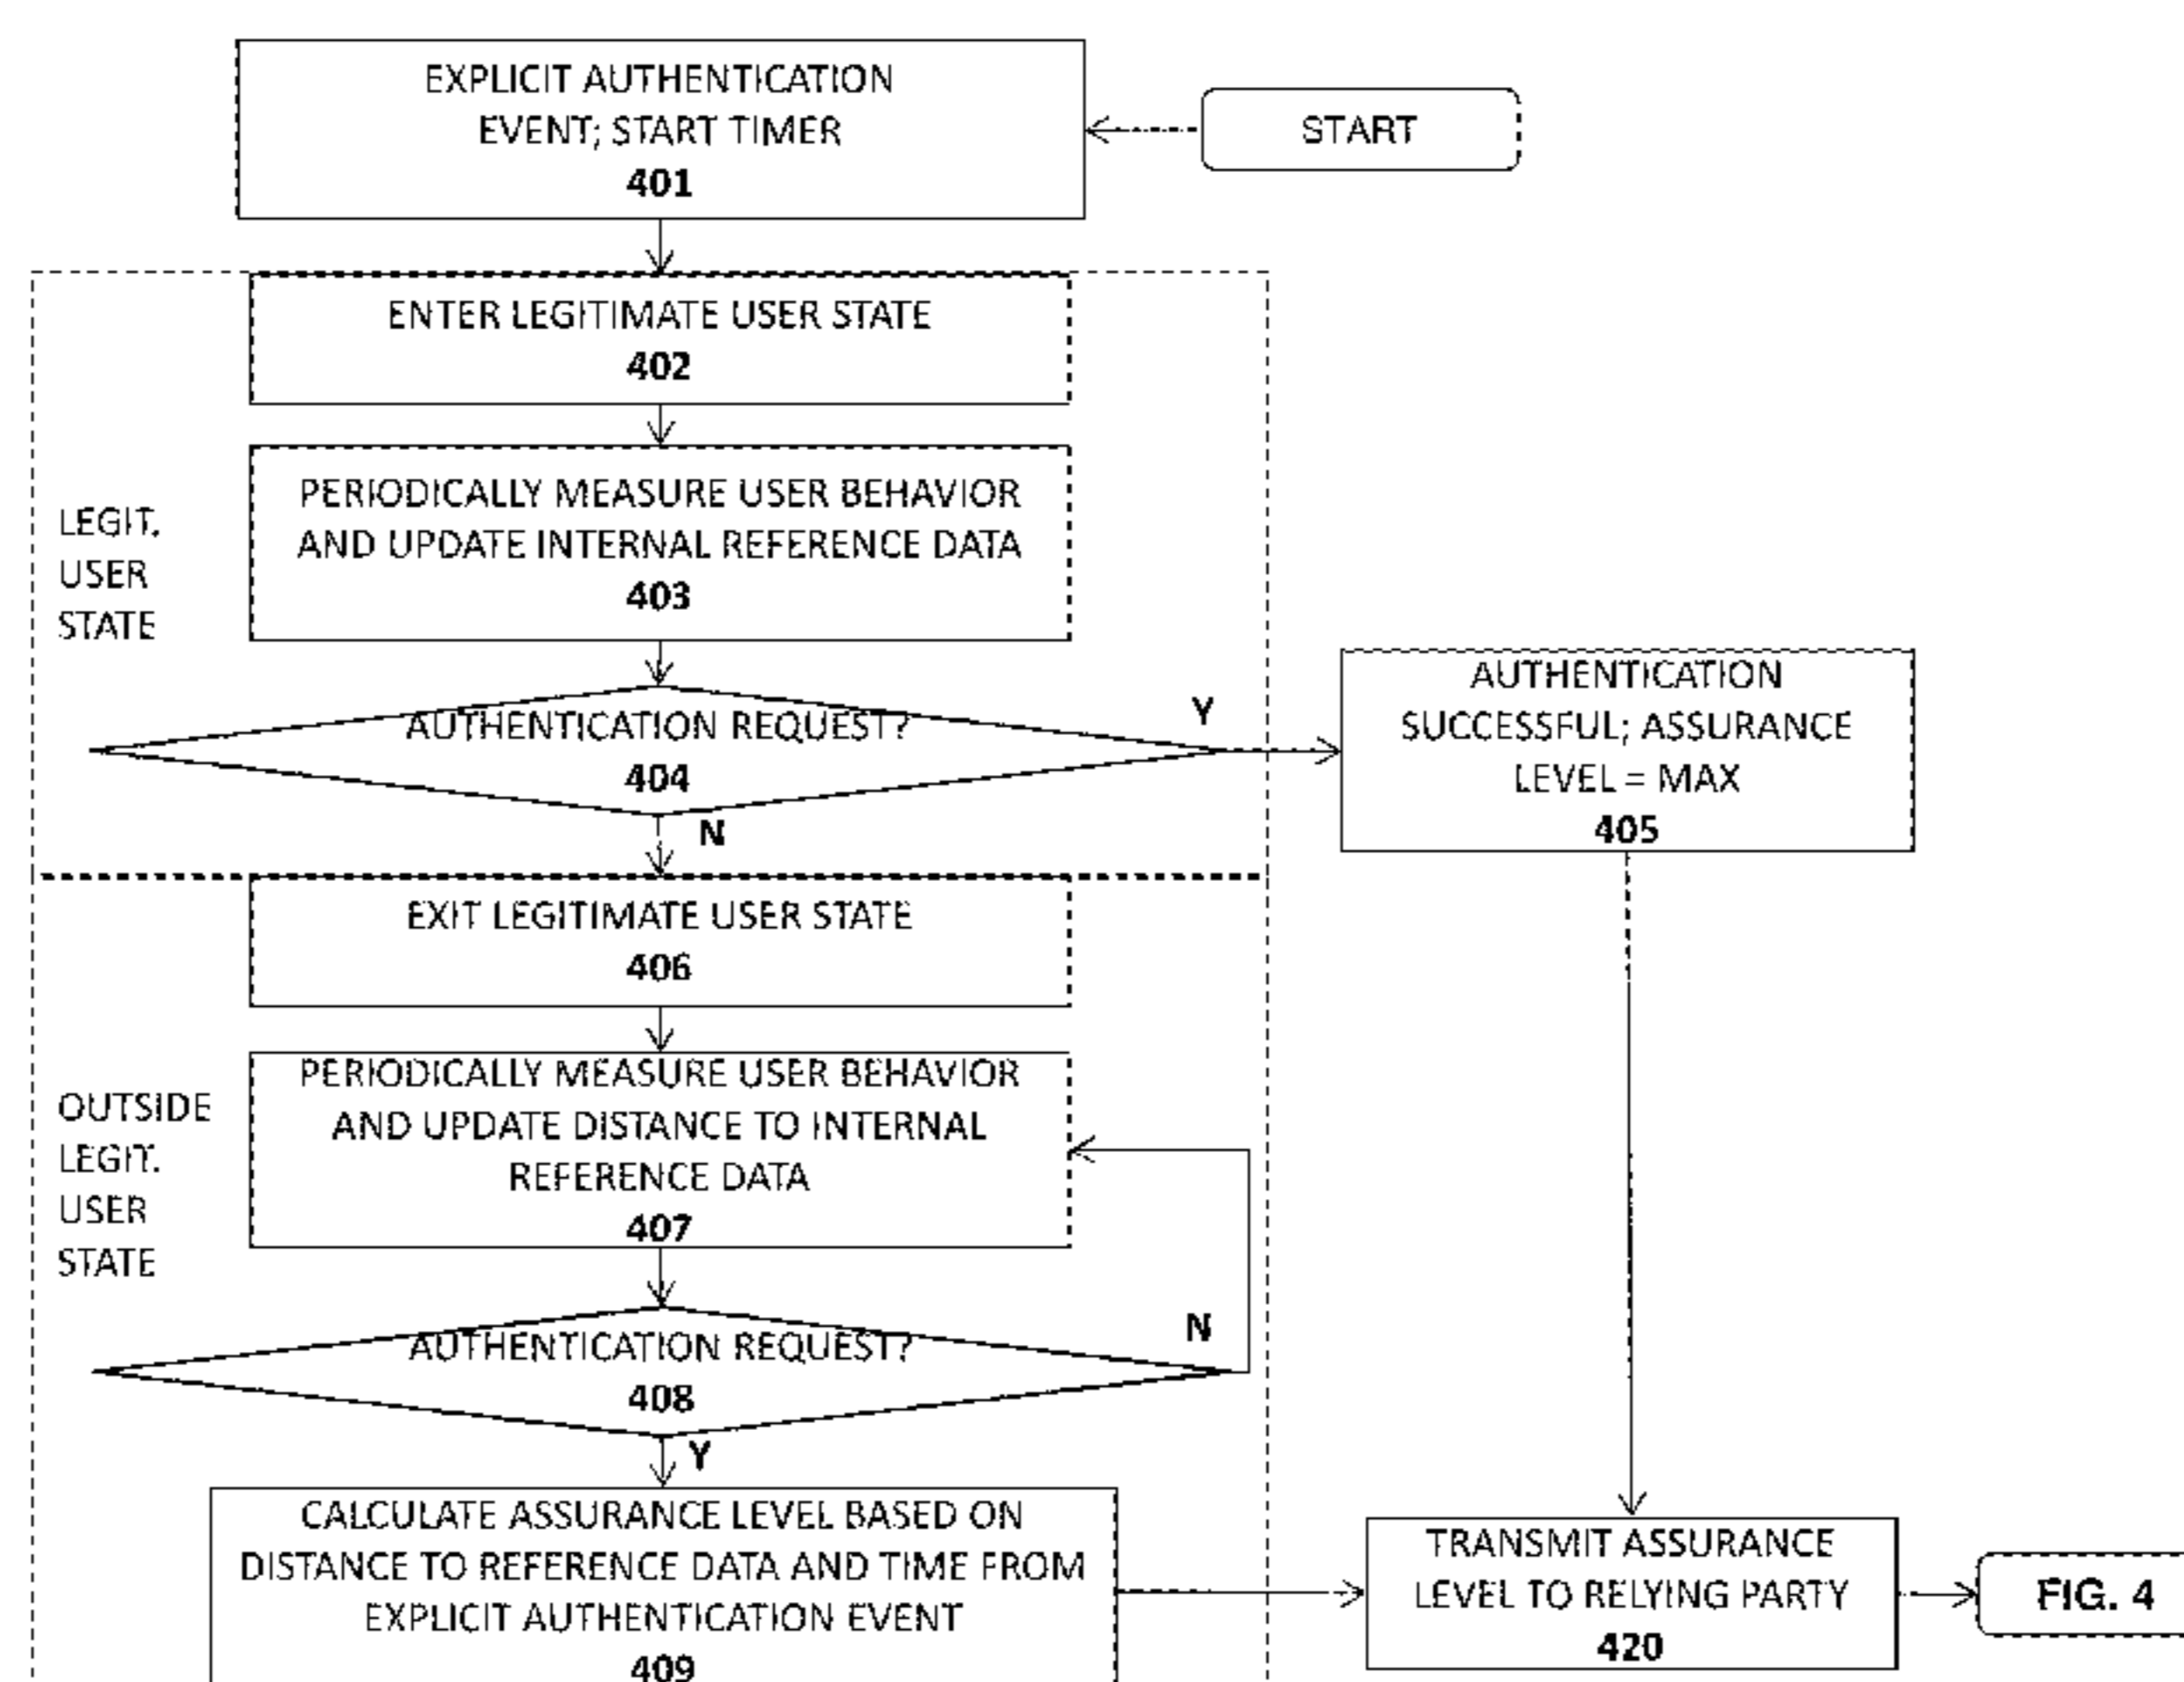 EXPLICIT AUTHENTICATION
EVENT; START TIMER
401
START
ENTER LEGITIMATE USER STATE
402
PERIODICALLY MEASURE USER BEHAVIOR
AND UPDATE INTERNAL REFERENCE DATA
403
LEGIT.
USER
STATE
AUTHENTICATION REQUEST?
404
Y
N
AUTHENTICATION
SUCCESSFUL; ASSURANCE
LEVEL = MAX
405
EXIT LEGITIMATE USER STATE
406
PERIODICALLY MEASURE USER BEHAVIOR
AND UPDATE DISTANCE TO INTERNAL
REFERENCE DATA
407
OUTSIDE
LEGIT.
USER
STATE
AUTHENTICATION REQUEST?
408
N
Y
CALCULATE ASSURANCE LEVEL BASED ON
DISTANCE TO REFERENCE DATA AND TIME FROM
EXPLICIT AUTHENTICATION EVENT
409
TRANSMIT ASSURANCE
LEVEL TO RELYING PARTY
420
FIG. 4